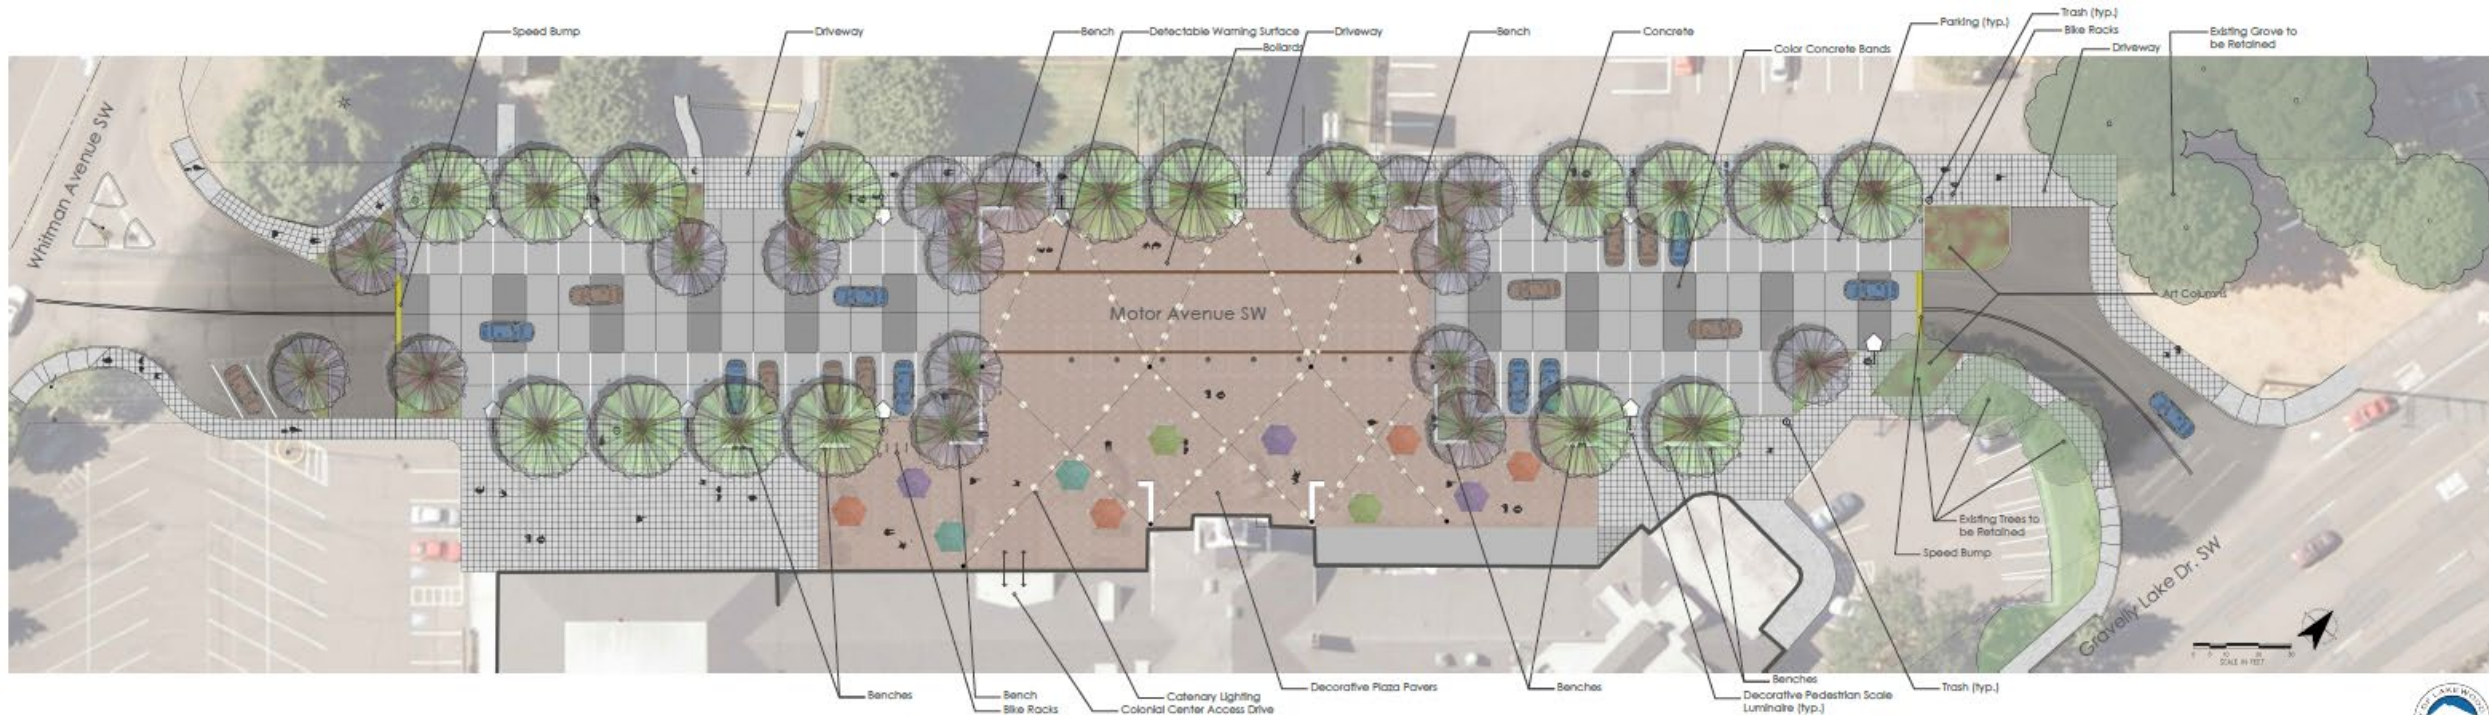 Speed Bump
Driveway
Bench
Detectable Warning Surface
Bollards
Driveway
Bench
Concrete
Color Concrete Bands
Parking (typ.)
Trash (typ.)
Bike Racks
Driveway
Existing Grove to
be Retained
Whitman Avenue SW
Motor Avenue SW
Art Columns
Existing Trees to
be Retained
Speed Bump
Gravelly Lake Dr. SW
SCALE IN FEET
Benches
Bench
Bike Racks
Catenary Lighting
Colonial Center Access Drive
Decorative Plaza Pavers
Benches
Benches
Decorative Pedestrian Scale
Luminaire (typ.)
Trash (typ.)